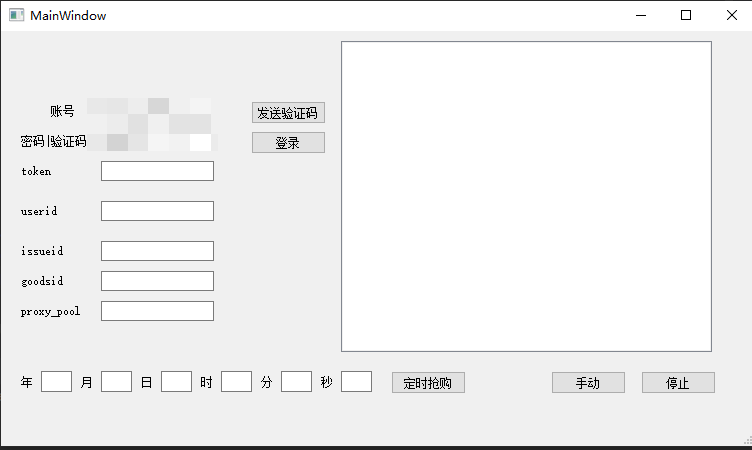 MainWindow
账号
发送验证码
密码|验证码
登录
token
userid
issueid
goodsid
proxy_pool
年 月 日 时 分 秒 定时抢购 手动 停止